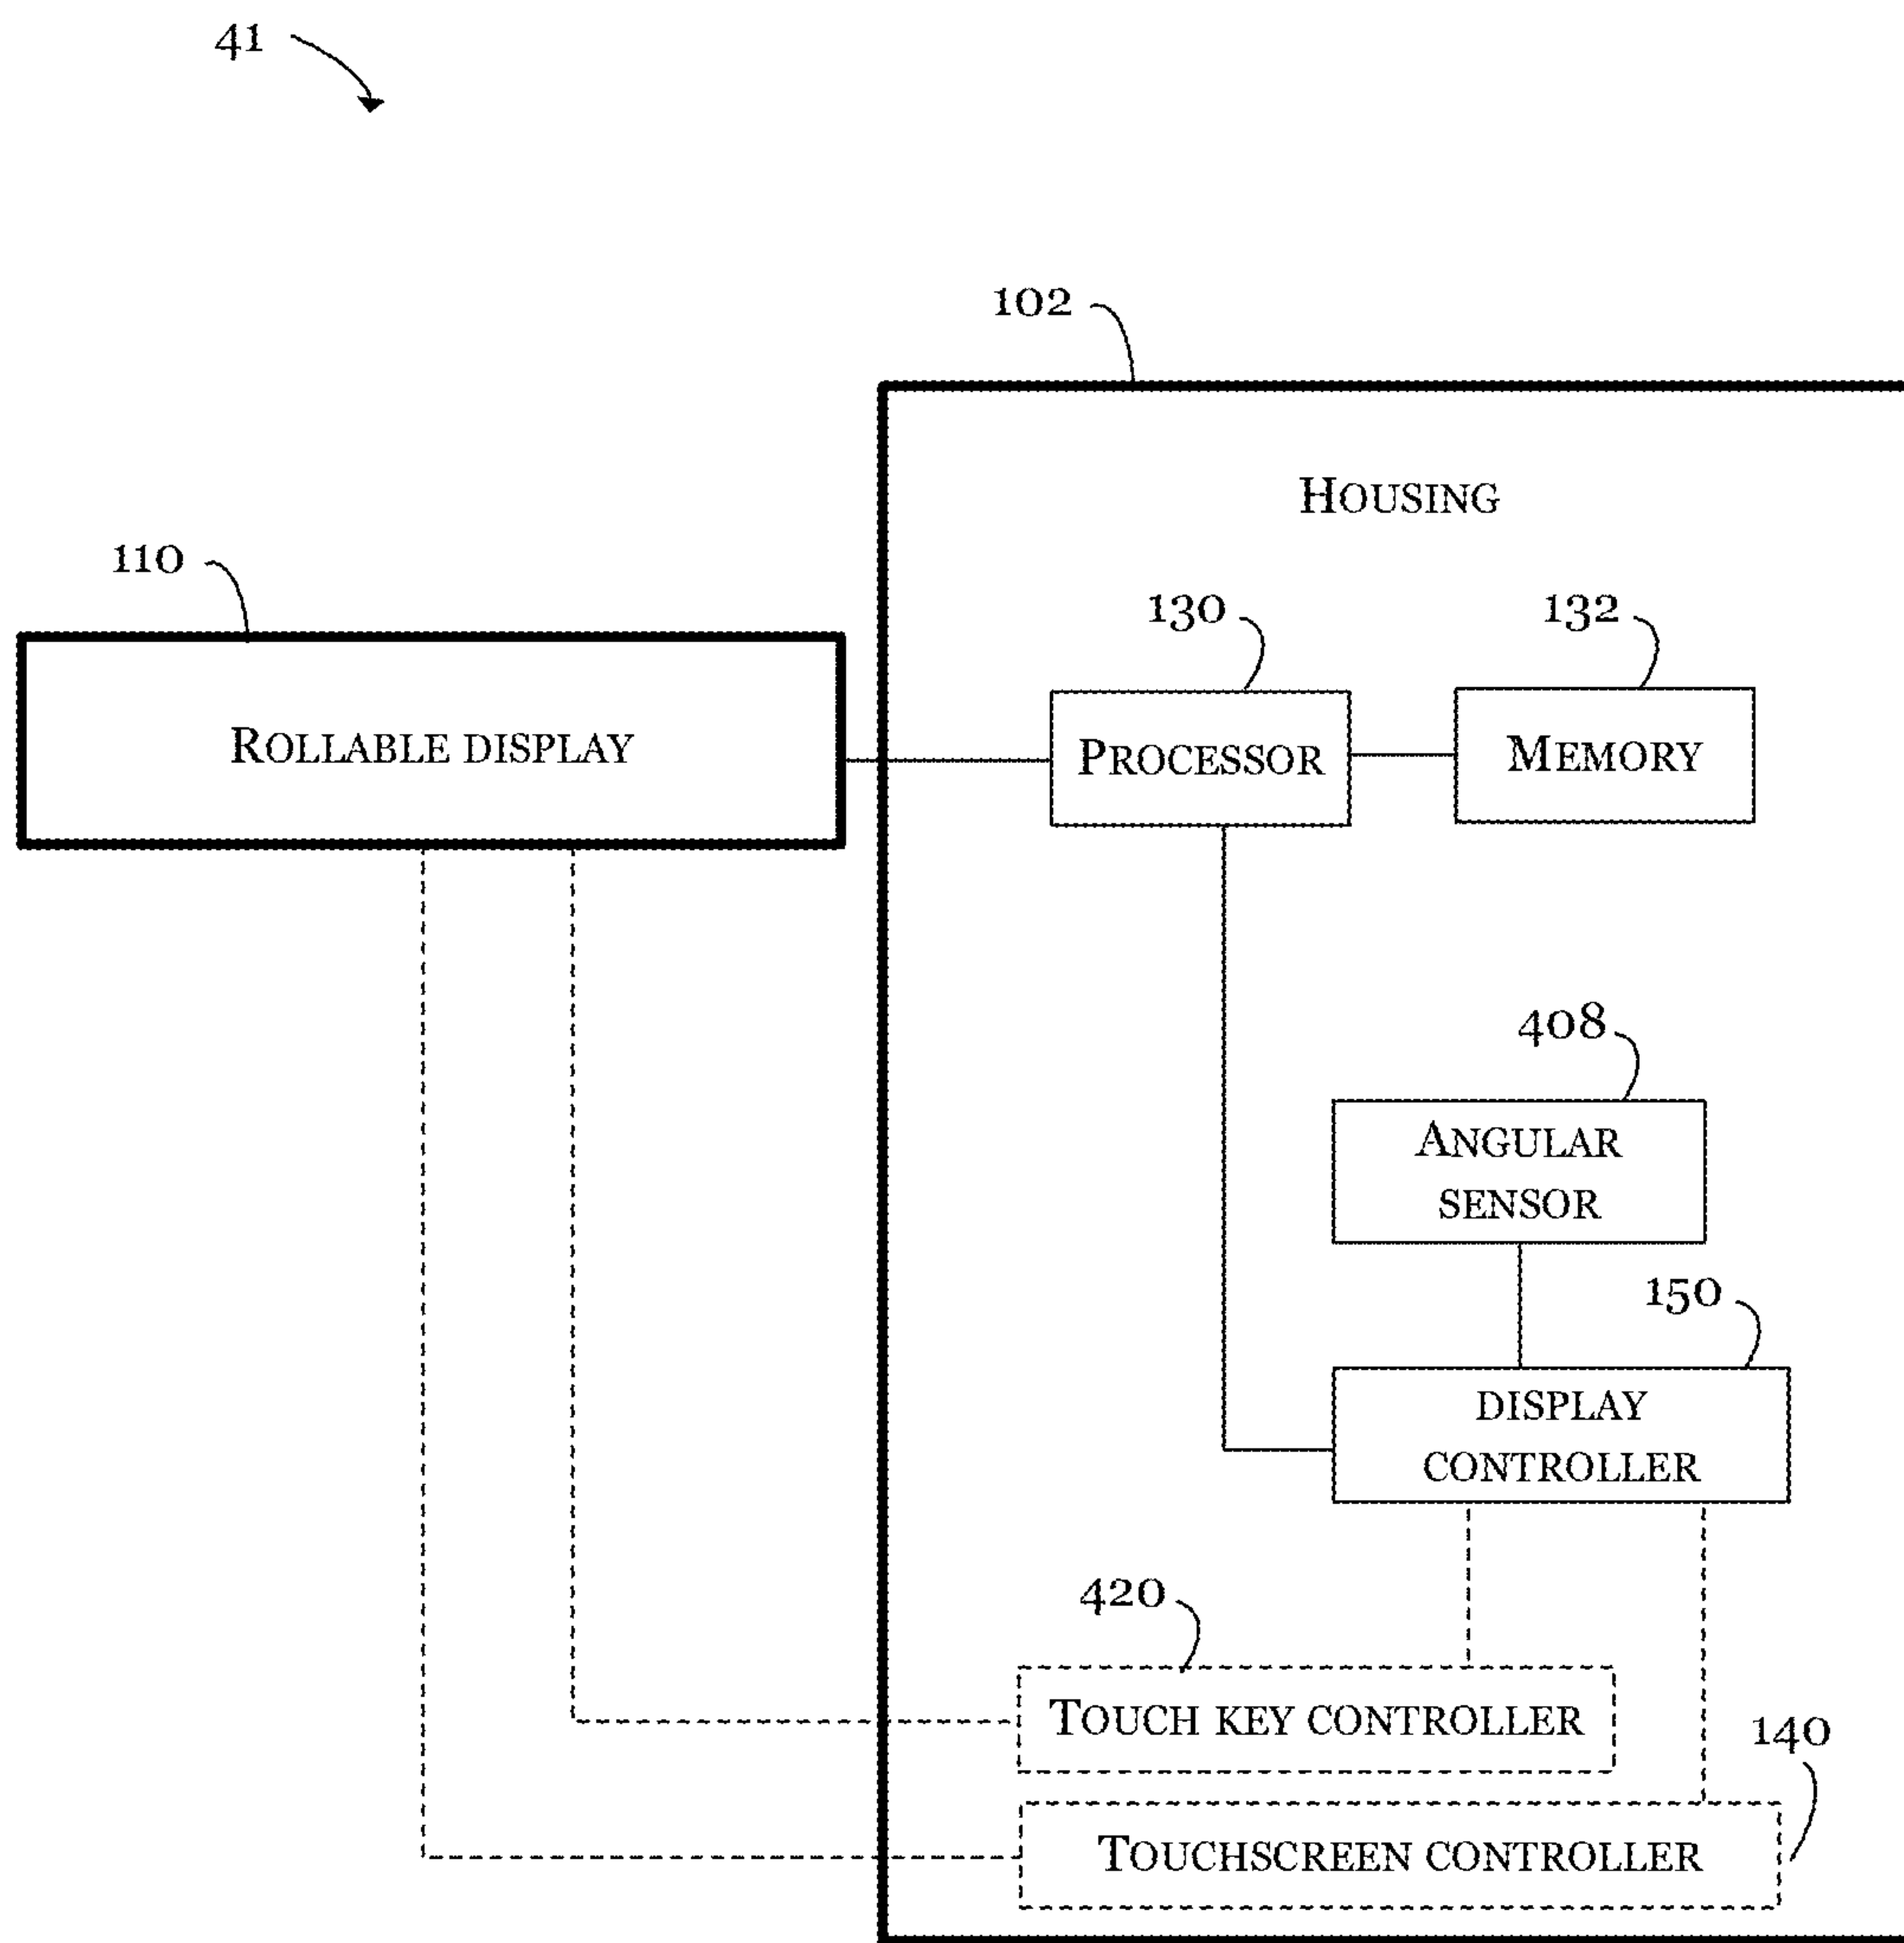 41
102
HOUSING
110
130
132
ROLLABLE DISPLAY
PROCESSOR
MEMORY
408
ANGULAR
SENSOR
150
DISPLAY
CONTROLLER
420
TOUCH KEY CONTROLLER
140
TOUCHSCREEN CONTROLLER